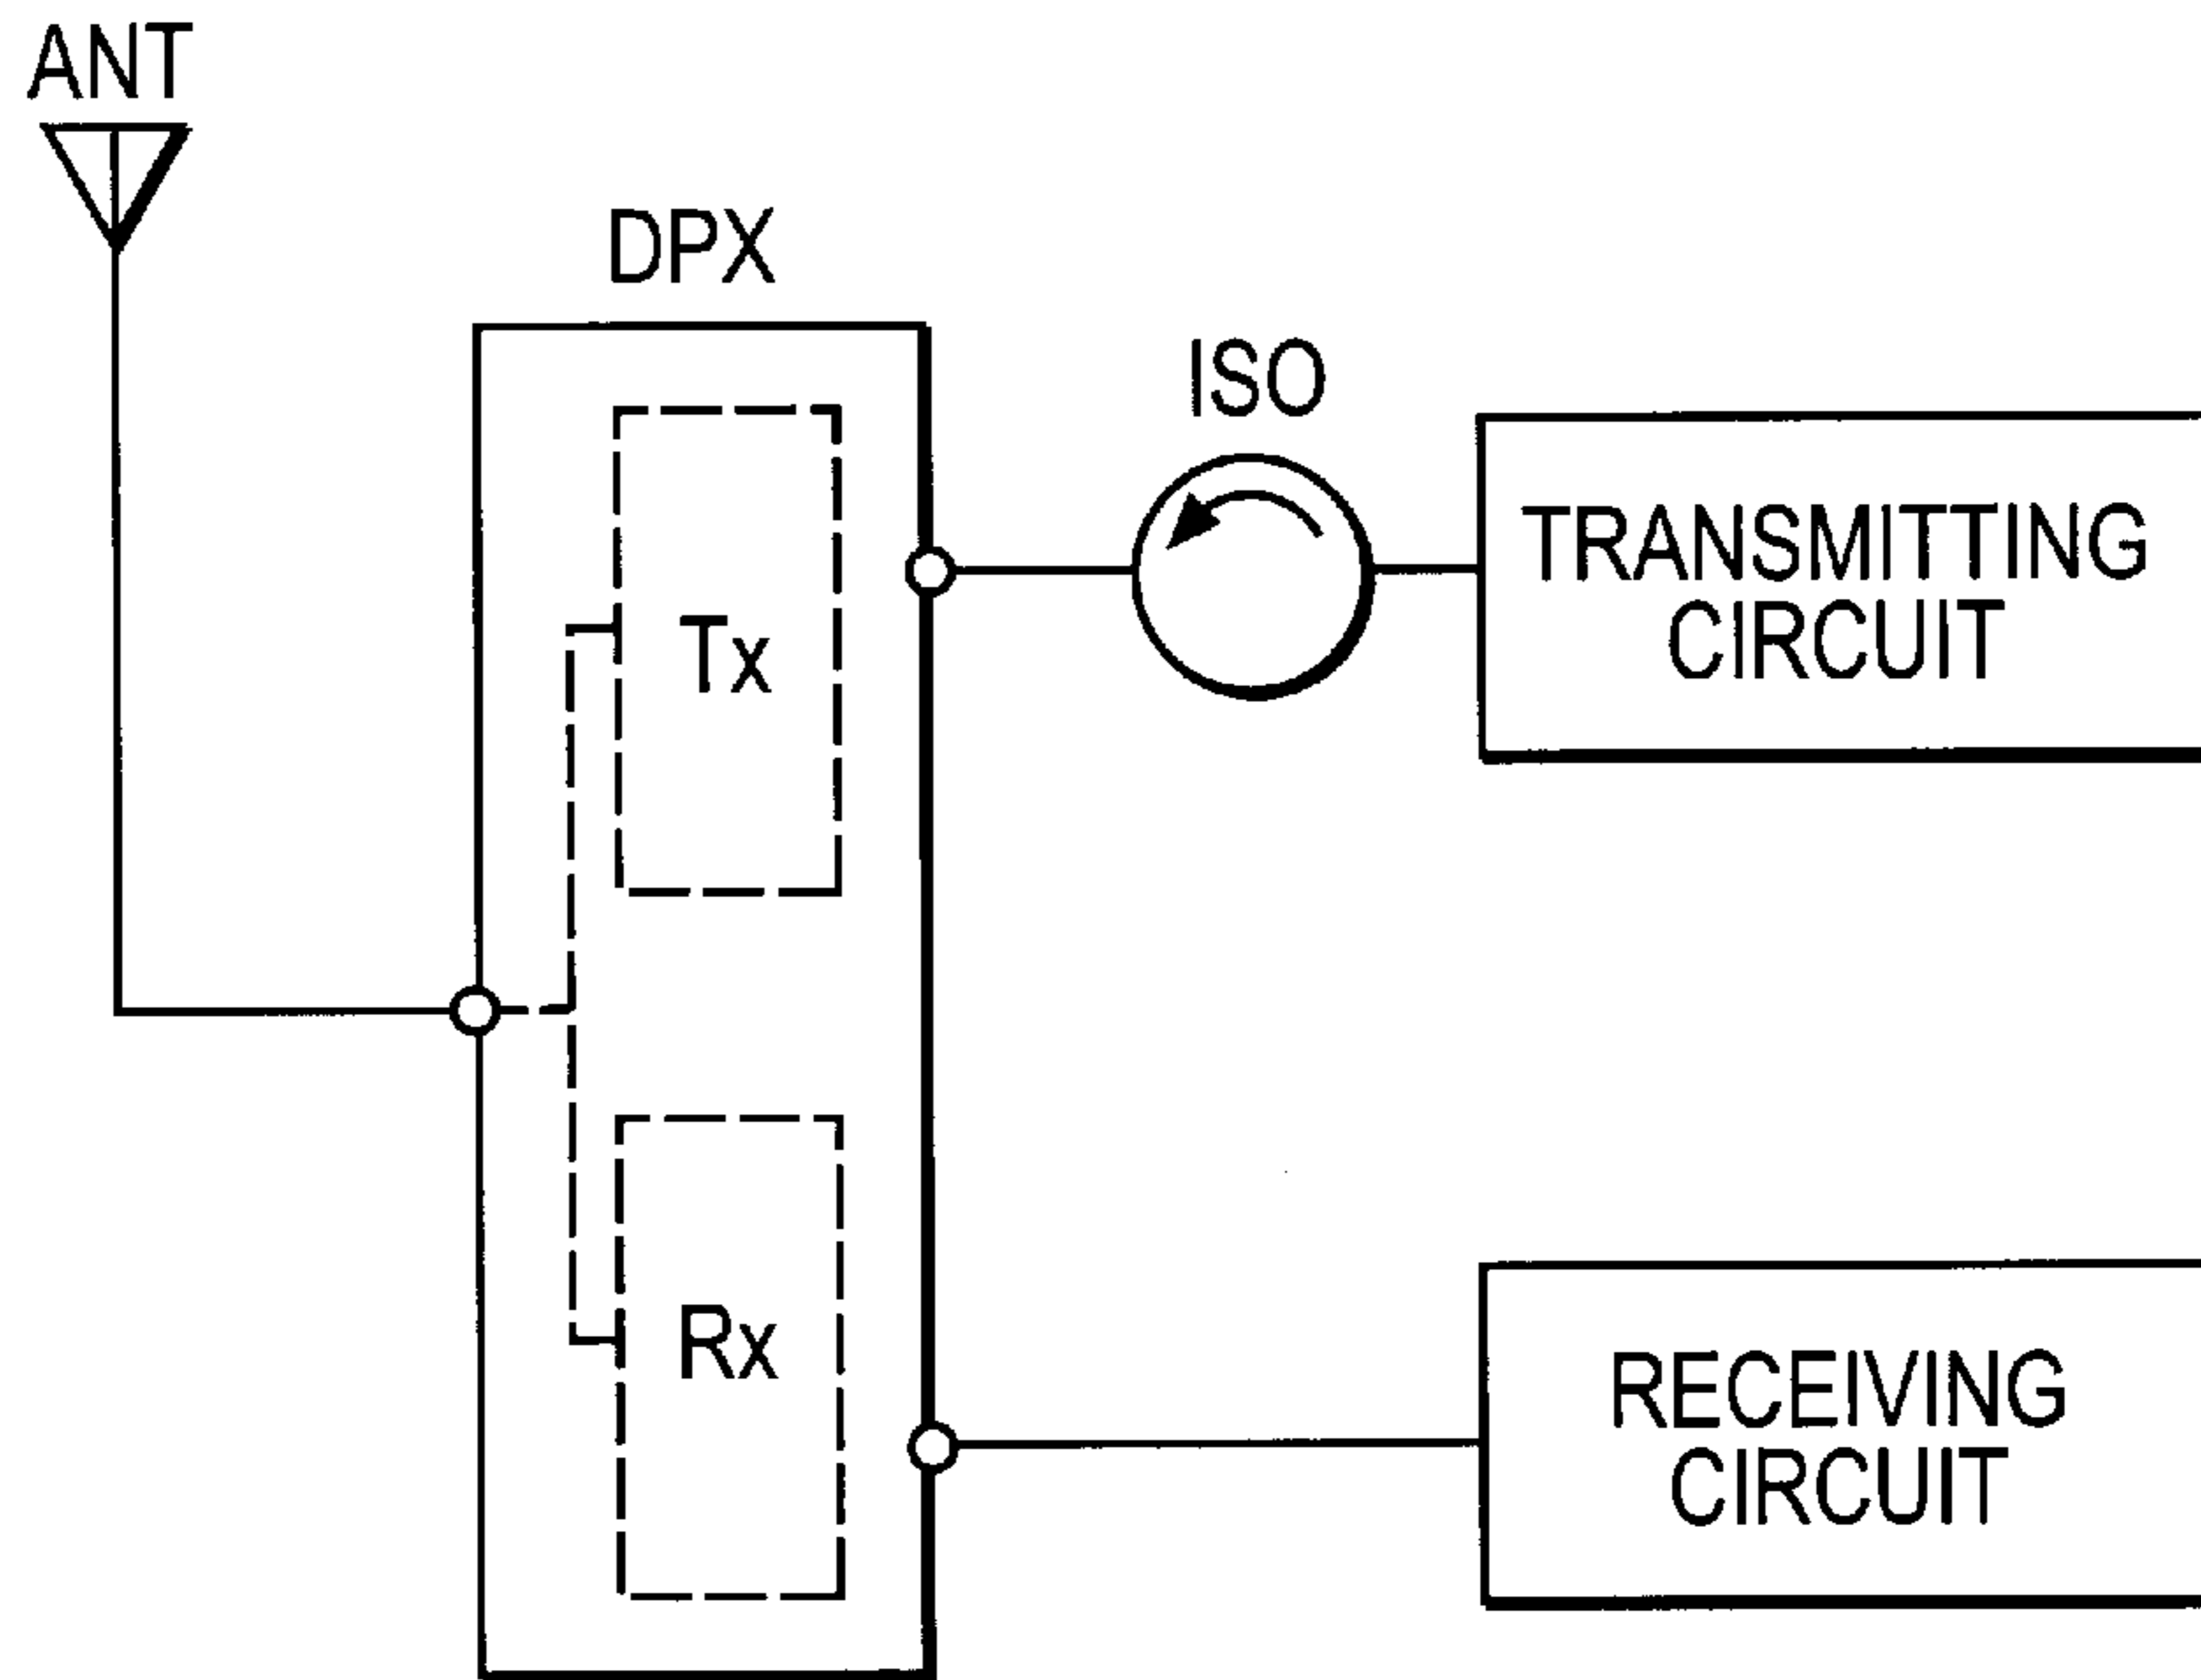 ANT
DPX
ISO
TRANSMITTING
CIRCUIT
Tx
Rx
RECEIVING
CIRCUIT